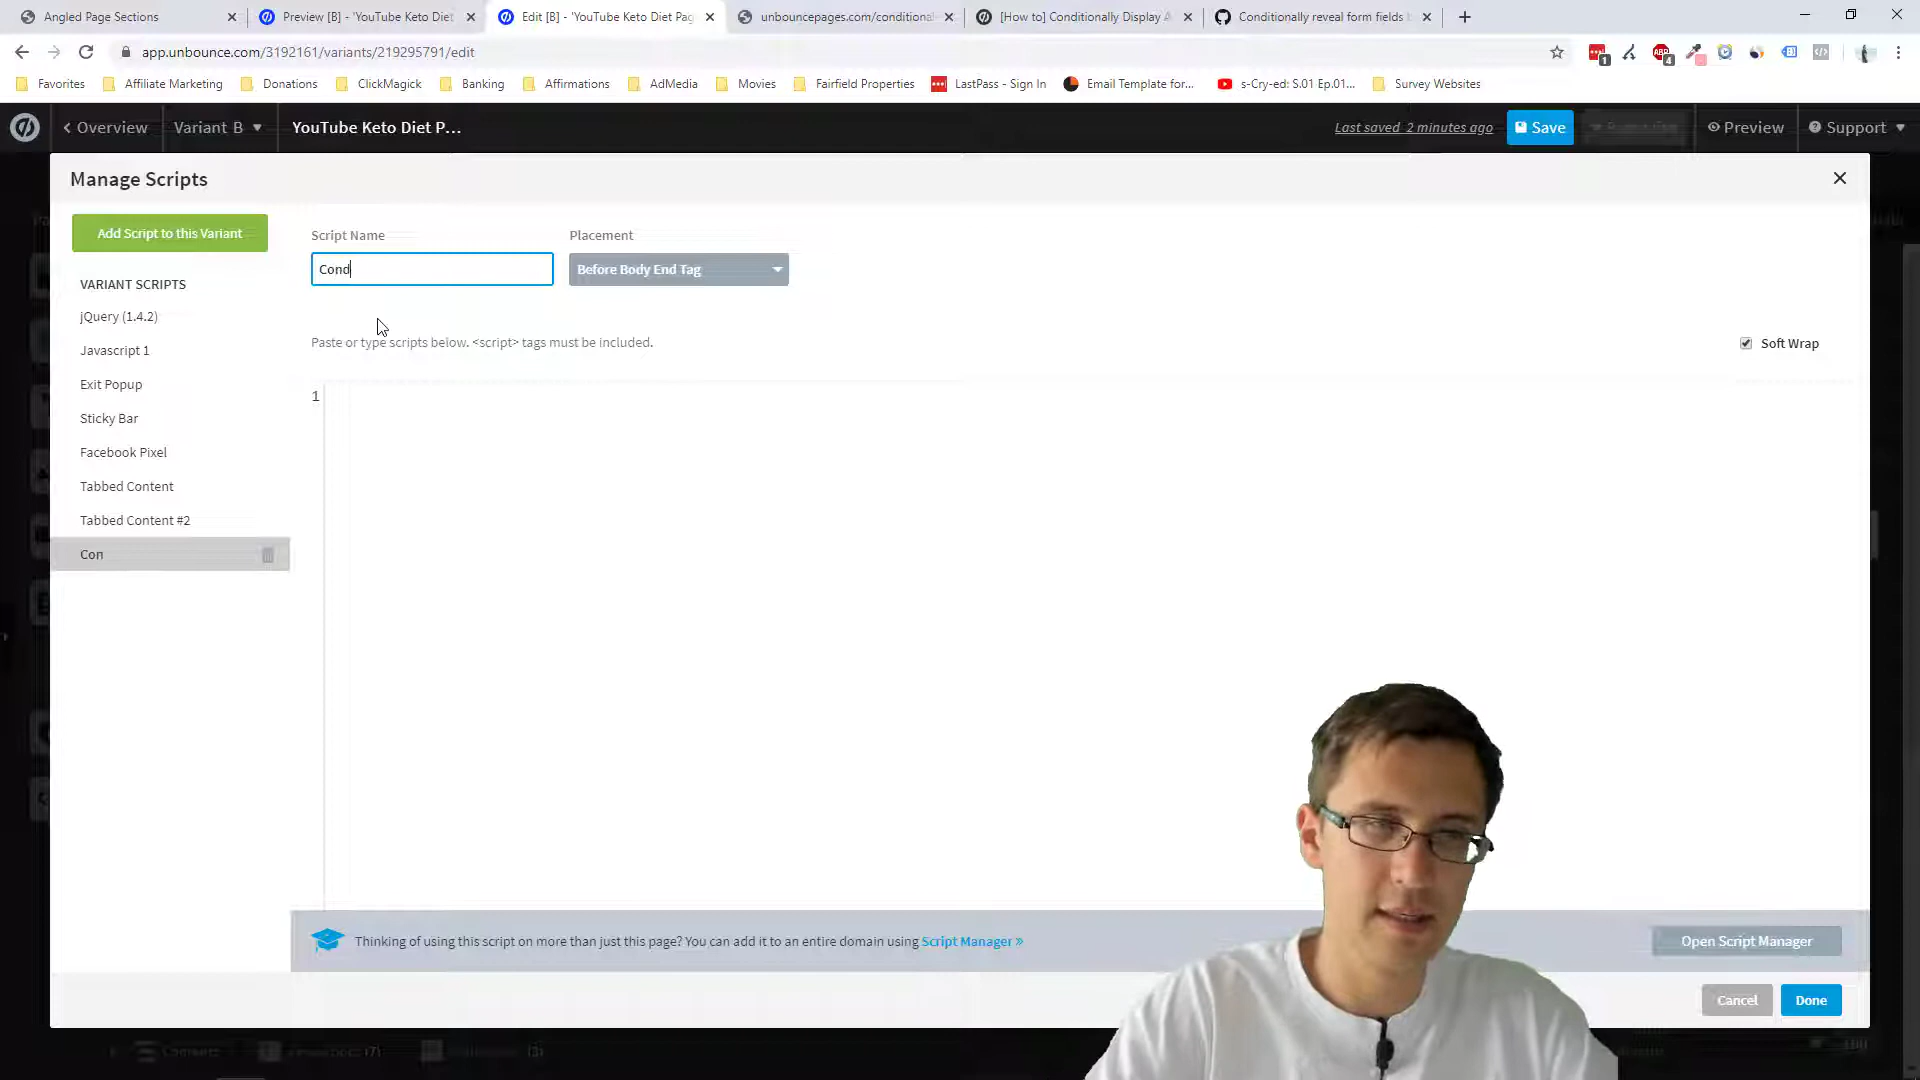 Angled Page Sections
Preview [B] - 'YouTube Keto Diet
Edit [B] - 'YouTube Keto Diet Pag
unbouncepages.com/conditional
[How to] Conditionally Display A
Conditionally reveal form fields b
app.unbounce.com/3192161/variants/219295791/edit
1
4
Favorites
Affiliate Marketing
Donations
ClickMagick
Banking
Affirmations
AdMedia
Movies
Fairfield Properties
LastPass - Sign In
Email Template for...
s-Cry-ed: S.01 Ep.01...
Survey Websites
Overview
Variant B
YouTube Keto Diet P...
Last saved 2 minutes ago
Save
Preview
Support
Manage Scripts
Add Script to this Variant
VARIANT SCRIPTS
jQuery (1.4.2)
Javascript 1
Exit Popup
Sticky Bar
Facebook Pixel
Tabbed Content
Tabbed Content #2
Con
Script Name
Placement
Cond
Before Body End Tag
Paste or type scripts below. <script> tags must be included.
Soft Wrap
1
Thinking of using this script on more than just this page? You can add it to an entire domain using Script Manager »
Open Script Manager
Cancel
Done